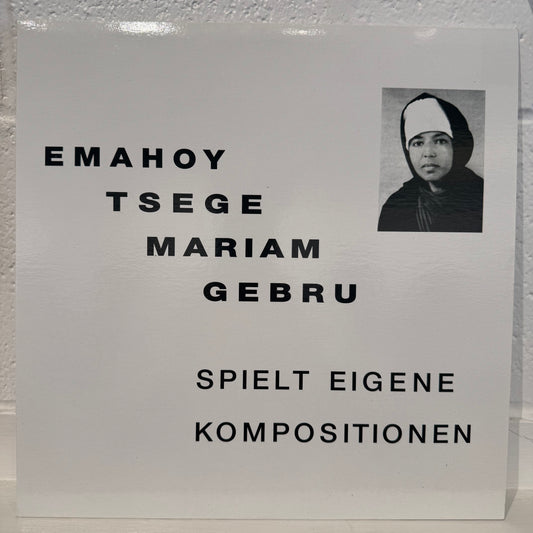 EMAHOY
TSEGE
MARIAM
GEBRU
SPIELT EIGENE
KOMPOSITIONEN